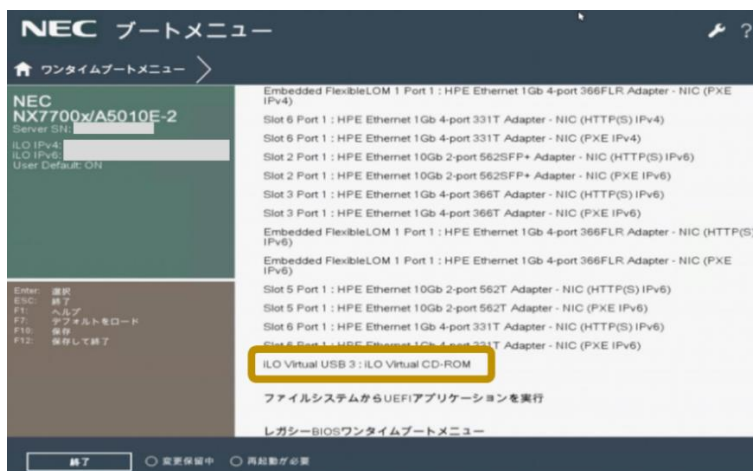 NEC ブートメニュー
?
ワンタイムブートメニュー
NEC
NX7700x/A5010E-2
Server SN:
iLO IPv4:
iLO IPv6:
User Default: ON
Enter: 選択
ESC: 終了
F1: ヘルプ
F7: デフォルトをロード
F10: 保存
F12: 保存して終了
Embedded FlexibleLOM 1 Port 1 : HPE Ethernet 1Gb 4-port 366FLR Adapter - NIC (PXE
IPv4)
Slot 6 Port 1 : HPE Ethernet 1Gb 4-port 331T Adapter - NIC (HTTP(S) IPv4)
Slot 6 Port 1 : HPE Ethernet 1Gb 4-port 331T Adapter - NIC (PXE IPv4)
Slot 2 Port 1 : HPE Ethernet 10Gb 2-port 562SFP+ Adapter - NIC (HTTP(S) IPv6)
Slot 2 Port 1 : HPE Ethernet 10Gb 2-port 562SFP+ Adapter - NIC (PXE IPv6)
Slot 3 Port 1 : HPE Ethernet 1Gb 4-port 366T Adapter - NIC (HTTP(S) IPv6)
Slot 3 Port 1 : HPE Ethernet 1Gb 4-port 366T Adapter - NIC (PXE IPv6)
Embedded FlexibleLOM 1 Port 1 : HPE Ethernet 1Gb 4-port 366FLR Adapter - NIC (HTTP(S)
IPv6)
Embedded FlexibleLOM 1 Port 1 : HPE Ethernet 1Gb 4-port 366FLR Adapter - NIC (PXE
IPv6)
Slot 5 Port 1 : HPE Ethernet 10Gb 2-port 562T Adapter - NIC (HTTP(S) IPv6)
Slot 5 Port 1 : HPE Ethernet 10Gb 2-port 562T Adapter - NIC (PXE IPv6)
Slot 6 Port 1 : HPE Ethernet 1Gb 4-port 331T Adapter - NIC (HTTP(S) IPv6)
Slot 6 Port 1 : HPE Ethernet 1Gb 4-port 331T Adapter - NIC (PXE IPv6)
iLO Virtual USB 3 : iLO Virtual CD-ROM
ファイルシステムからUEFIアプリケーションを実行
レガシーBIOSワンタイムブートメニュー
終了 変更保留中 再起動が必要